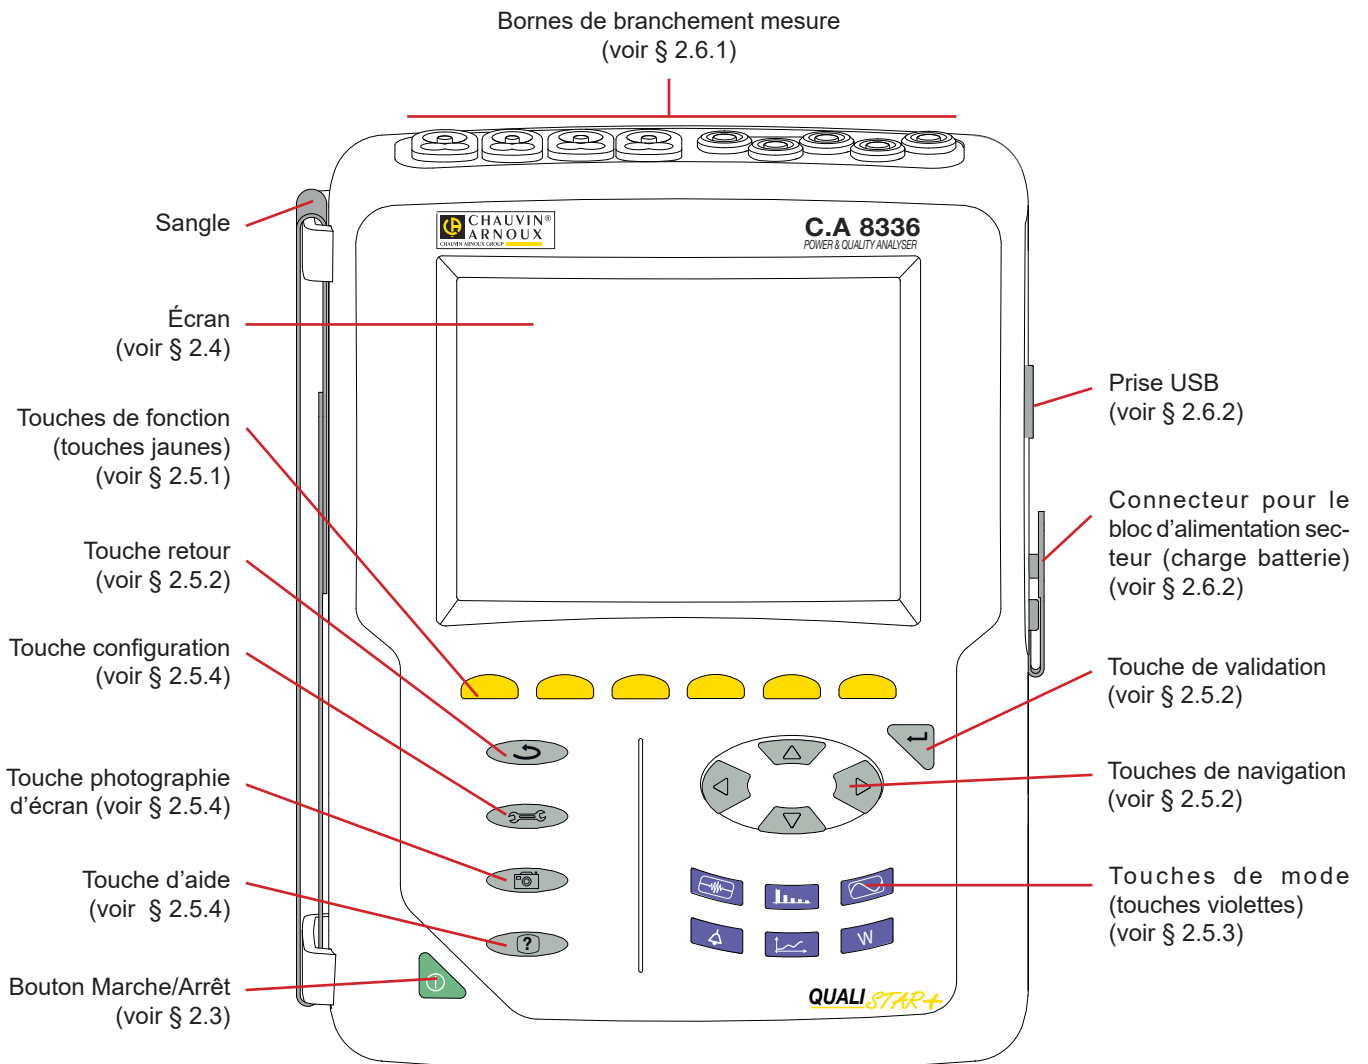 Bornes de branchement mesure
(voir § 2.6.1)
Sangle
CHAUVIN®
ARNOUX
CHAUVIN ARNOUX GROUP
C.A 8336
POWER & QUALITY ANALYSER
Écran
(voir § 2.4)
Touches de fonction
(touches jaunes)
(voir § 2.5.1)
Touche retour
(voir § 2.5.2)
Touche configuration
(voir § 2.5.4)
Touche photographie
d'écran (voir § 2.5.4)
Touche d'aide
(voir § 2.5.4)
Bouton Marche/Arrêt
(voir § 2.3)
Prise USB
(voir § 2.6.2)
Connecteur pour le
bloc d'alimentation sec-
teur (charge batterie)
(voir § 2.6.2)
Touche de validation
(voir § 2.5.2)
Touches de navigation
(voir § 2.5.2)
Touches de mode
(touches violettes)
(voir § 2.5.3)
?
W
QUALISTAR+